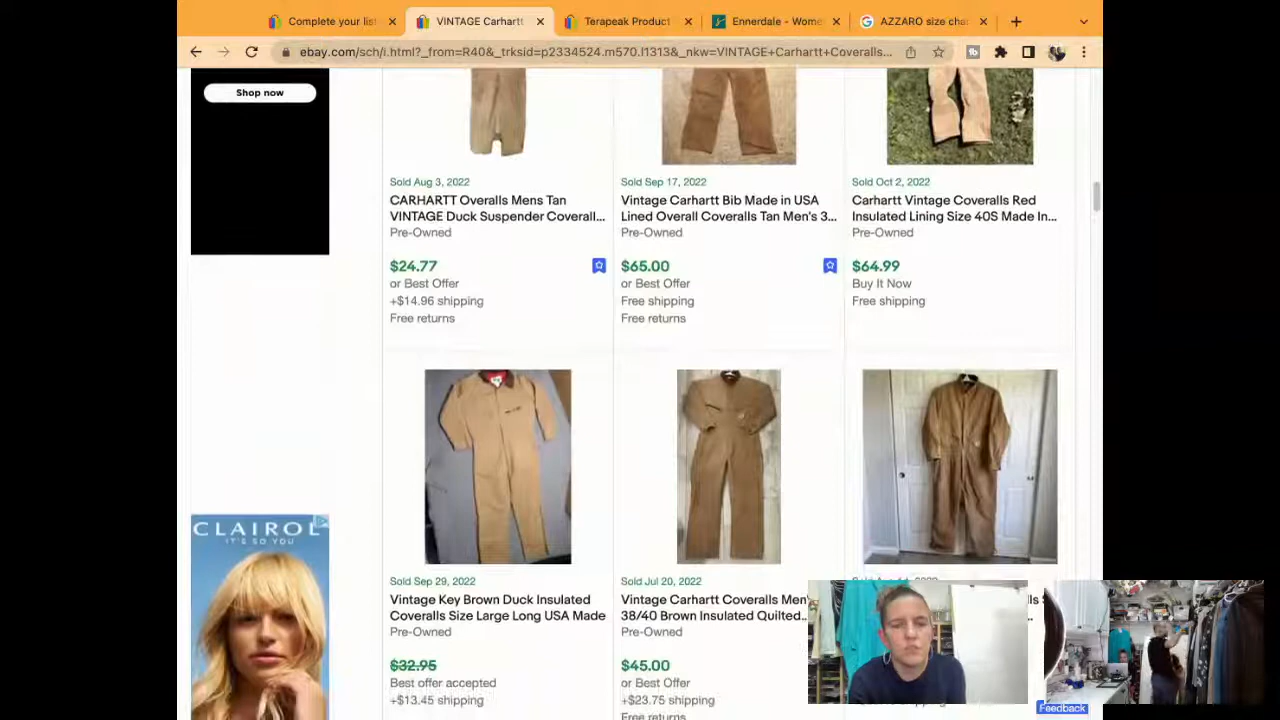 Complete your list
VINTAGE Carhartt
Terapeak Product
Ennerdale - Wome
AZZARO size cha
ebay.com/sch/i.html?_from=R40&_trksid=p2334524.m570.l1313&_nkw=VINTAGE+Carhartt+Coveralls...
Shop now
Sold Aug 3, 2022
CARHARTT Overalls Mens Tan
VINTAGE Duck Suspender Coverall...
Pre-Owned
$24.77
or Best Offer
+$14.96 shipping
Free returns
Sold Sep 17, 2022
Vintage Carhartt Bib Made in USA
Lined Overall Coveralls Tan Men's 3...
Pre-Owned
$65.00
or Best Offer
Free shipping
Free returns
Sold Oct 2, 2022
Carhartt Vintage Coveralls Red
Insulated Lining Size 40S Made In...
Pre-Owned
$64.99
Buy It Now
Free shipping
CLAIROL
IT'S SO YOU
Sold Sep 29, 2022
Vintage Key Brown Duck Insulated
Coveralls Size Large Long USA Made
Pre-Owned
$32.95
Best offer accepted
+$13.45 shipping
Sold Jul 20, 2022
Vintage Carhartt Coveralls Men
38/40 Brown Insulated Quilted...
Pre-Owned
$45.00
or Best Offer
+$23.75 shipping
Free returns
Feedback